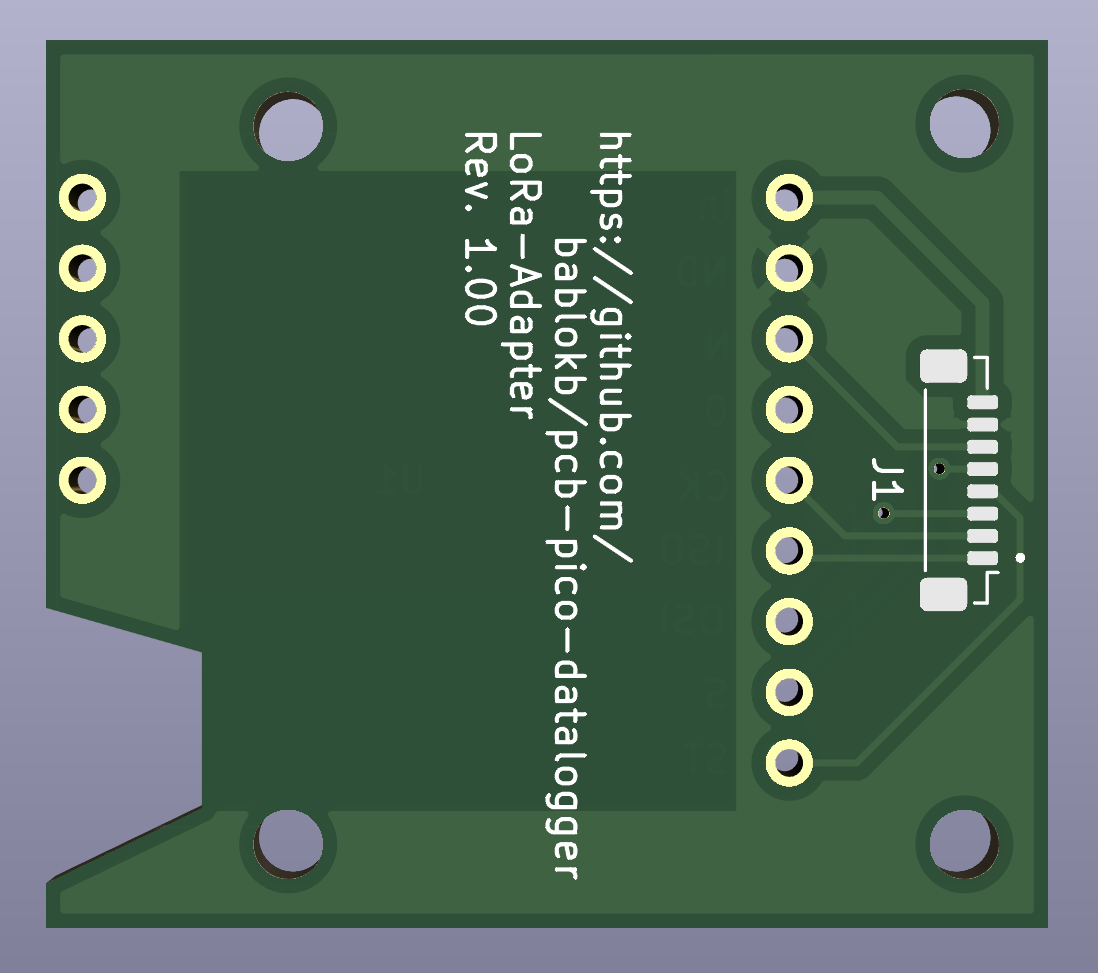 https://github.com/
bablokb/pcb-pico-datalogger
LoRa-Adapter
Rev. 1.00
J1